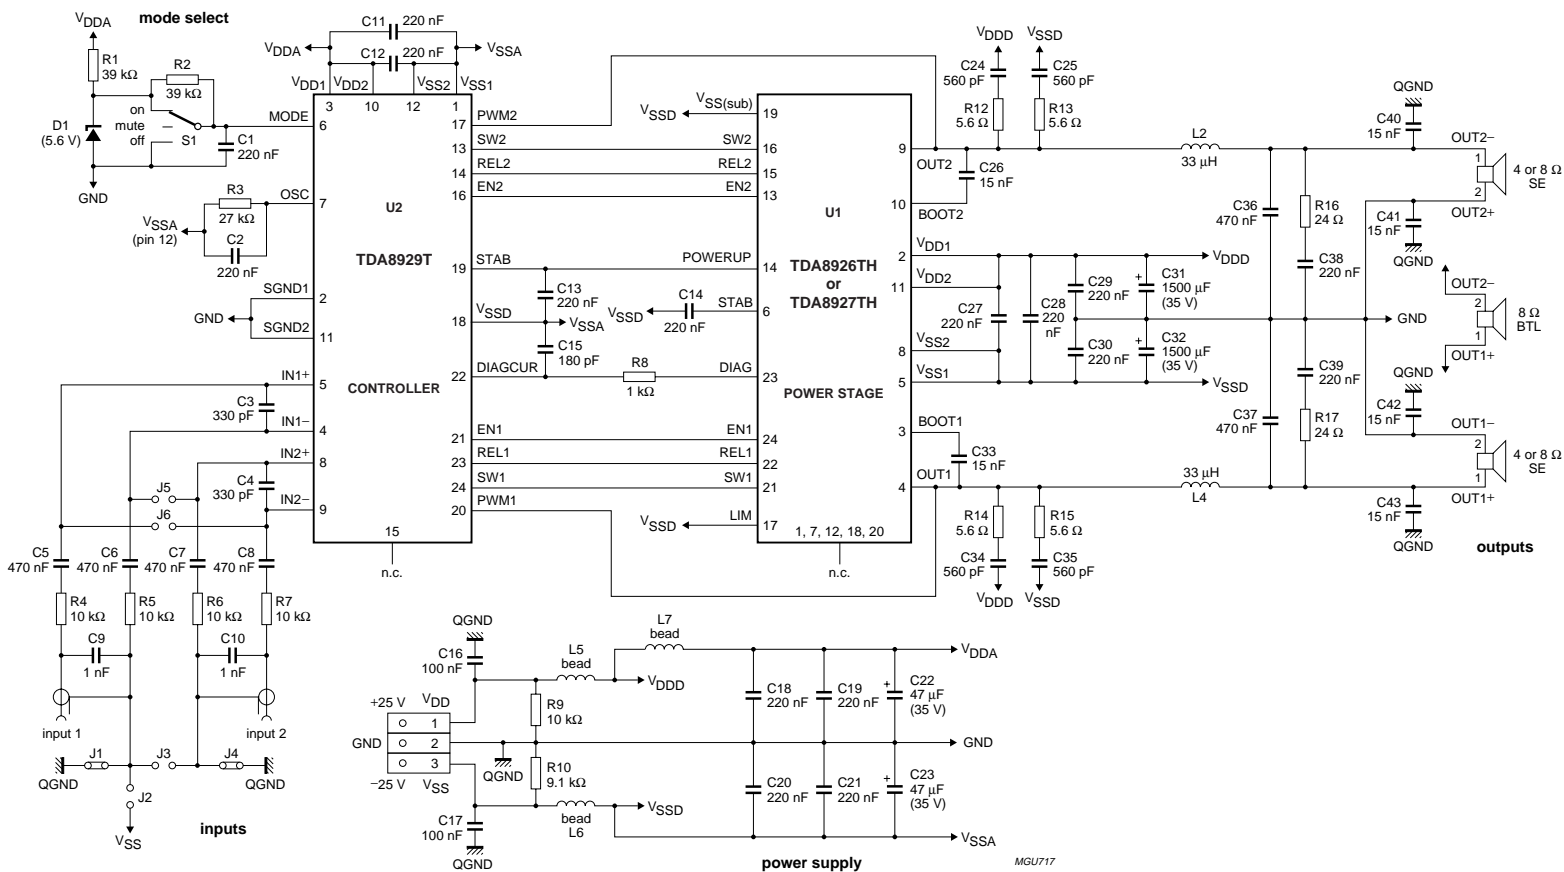 mode select
VDDA
R1
39 kΩ
R2
39 kΩ
on
mute
off
S1
D1
(5.6 V)
C1
220 nF
GND
MODE
6
OSC
7
R3
27 kΩ
VSSA
(pin 12)
C2
220 nF
SGND1
2
GND
SGND2
11
IN1+
5
C3
330 pF
IN1−
4
IN2+
8
C4
330 pF
IN2−
9
J5
J6
C5
470 nF
C6
470 nF
C7
470 nF
C8
470 nF
R4
10 kΩ
R5
10 kΩ
R6
10 kΩ
R7
10 kΩ
C9
1 nF
C10
1 nF
input 1
input 2
J1
J3
J4
QGND
QGND
J2
VSS
inputs
C11
220 nF
VDDA
C12
220 nF
VSSA
VDD1
VDD2
VSS2
VSS1
3
10
12
1
U2
TDA8929T
CONTROLLER
15
n.c.
17
PWM2
13
SW2
14
REL2
16
EN2
19
STAB
18
VSSD
22
DIAGCUR
21
EN1
23
REL1
24
SW1
20
PWM1
C13
220 nF
VSSA
C15
180 pF
R8
1 kΩ
C14
220 nF
VSSD
STAB
6
VSSD
VSS(sub)
19
SW2
16
REL2
15
EN2
13
POWERUP
14
DIAG
23
EN1
24
REL1
22
SW1
21
VSSD
LIM
17
U1
TDA8926TH
or
TDA8927TH
POWER STAGE
1, 7, 12, 18, 20
n.c.
9
OUT2
10
BOOT2
2
VDD1
11
VDD2
8
VSS2
5
VSS1
3
BOOT1
4
OUT1
VDDD
VSSD
C24
560 pF
C25
560 pF
R12
5.6 Ω
R13
5.6 Ω
C26
15 nF
L2
33 μH
C27
220 nF
C28
220
nF
C29
220 nF
C30
220 nF
+
C31
1500 μF
(35 V)
+
C32
1500 μF
(35 V)
VDDD
GND
VSSD
C33
15 nF
33 μH
L4
R14
5.6 Ω
R15
5.6 Ω
C34
560 pF
C35
560 pF
VDDD
VSSD
C36
470 nF
R16
24 Ω
C38
220 nF
C37
470 nF
C39
220 nF
R17
24 Ω
QGND
C40
15 nF
OUT2−
1
2
OUT2+
4 or 8 Ω
SE
C41
15 nF
QGND
OUT2−
2
1
OUT1+
8 Ω
BTL
QGND
C42
15 nF
OUT1−
2
1
OUT1+
4 or 8 Ω
SE
C43
15 nF
QGND
outputs
QGND
C16
100 nF
L5
bead
L7
bead
VDDA
VDDD
+25 V
VDD
1
GND
2
3
−25 V
VSS
R9
10 kΩ
QGND
R10
9.1 kΩ
C17
100 nF
QGND
bead
L6
VSSD
C18
220 nF
C19
220 nF
+
C22
47 μF
(35 V)
GND
C20
220 nF
C21
220 nF
+
C23
47 μF
(35 V)
VSSA
power supply
MGU717